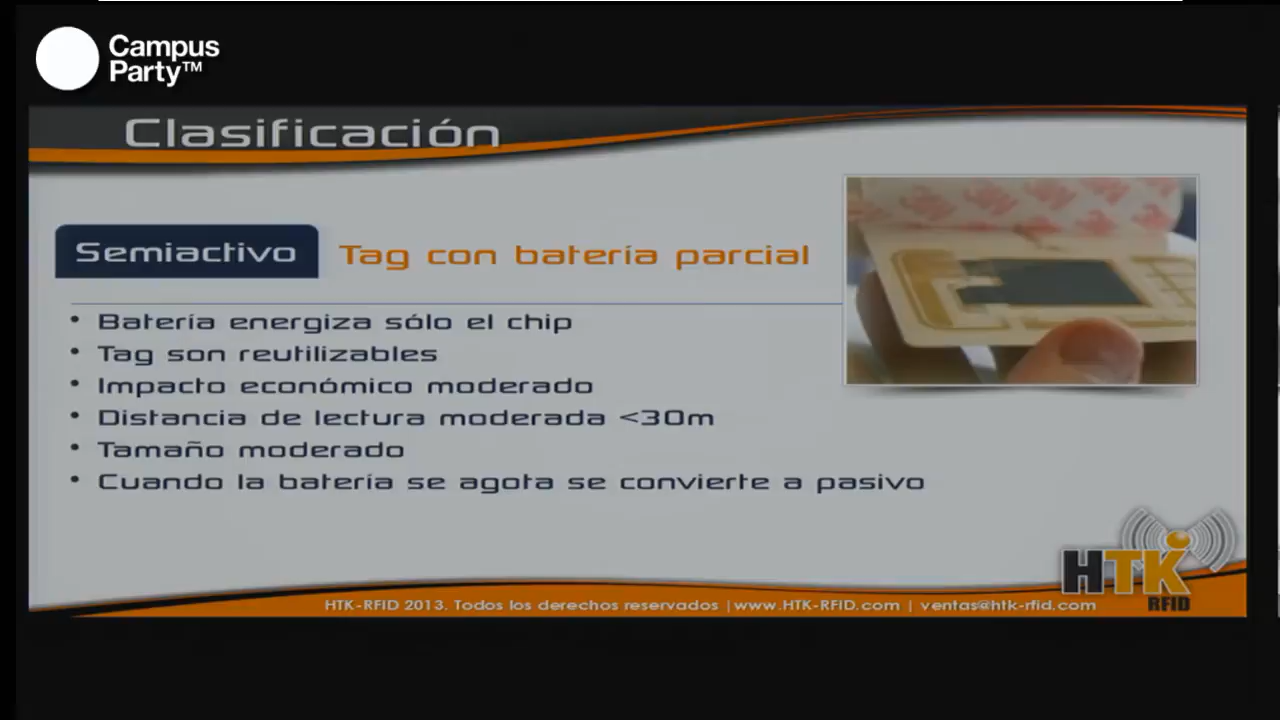 Campus
Party™
Clasificación
Semiactivo
Tag con batería parcial
• Batería energiza sólo el chip
• Tag son reutilizables
• Impacto económico moderado
• Distancia de lectura moderada <30m
• Tamaño moderado
• Cuando la batería se agota se convierte a pasivo
HTK
RFID
HTK-RFID 2013. Todos los derechos reservados | www.HTK-RFID.com | ventas@htk-rfid.com